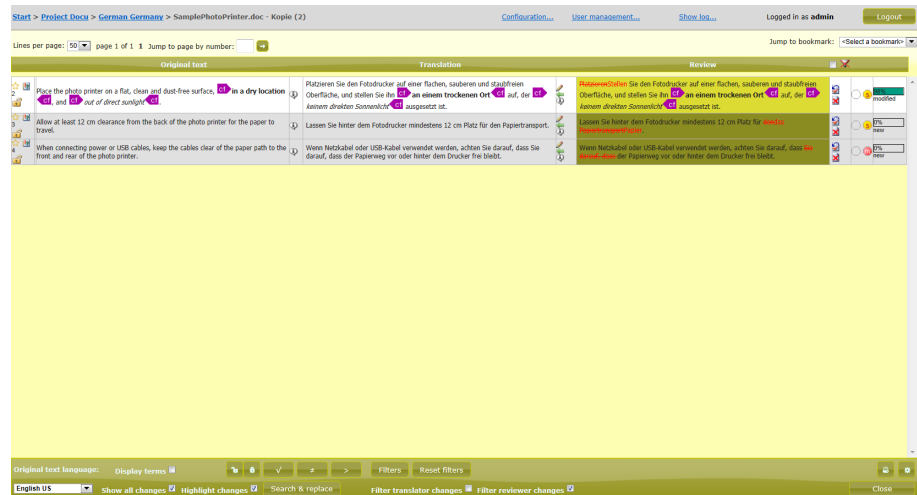 Start > Project Docu > German Germany > SamplePhotoPrinter.doc - Kopie (2) Configuration... User management... Show log... Logged in as admin Logout
Lines per page: 50 page 1 of 1 1 Jump to page by number: Jump to bookmark: <Select a bookmark>
Original text Translation Review
2
Place the photo printer on a flat, clean and dust-free surface, cf in a dry location
cf, and cf out of direct sunlight cf.
Platzieren Sie den Fotodrucker auf einer flachen, sauberen und staubfreien
Oberfläche, und stellen Sie ihn cf an einem trockenen Ort cf auf, der cf
keinem direkten Sonnenlicht cf ausgesetzt ist.
PlatzierenStellen Sie den Fotodrucker auf einer flachen, sauberen und staubfreien
Oberfläche, und stellen Sie ihn cf an einem trockenen Ort cf auf, der cf
keinem direkten Sonnenlicht cf ausgesetzt ist.
s 98%
modified
3
Allow at least 12 cm clearance from the back of the photo printer for the paper to
travel.
Lassen Sie hinter dem Fotodrucker mindestens 12 cm Platz für den Papiertransport.
Lassen Sie hinter dem Fotodrucker mindestens 12 cm Platz für
s 0%
new
4
When connecting power or USB cables, keep the cables clear of the paper path to the
front and rear of the photo printer.
Wenn Netzkabel oder USB-Kabel verwendet werden, achten Sie darauf, dass Sie
darauf, dass der Papierweg vor oder hinter dem Drucker frei bleibt.
Wenn Netzkabel oder USB-Kabel verwendet werden, achten Sie darauf, dass Sie
darauf, dass der Papierweg vor oder hinter dem Drucker frei bleibt.
m 0%
new
Original text language: Display terms √ ≠ > Filters Reset filters
English US Show all changes Highlight changes Search & replace Filter translator changes Filter reviewer changes Close